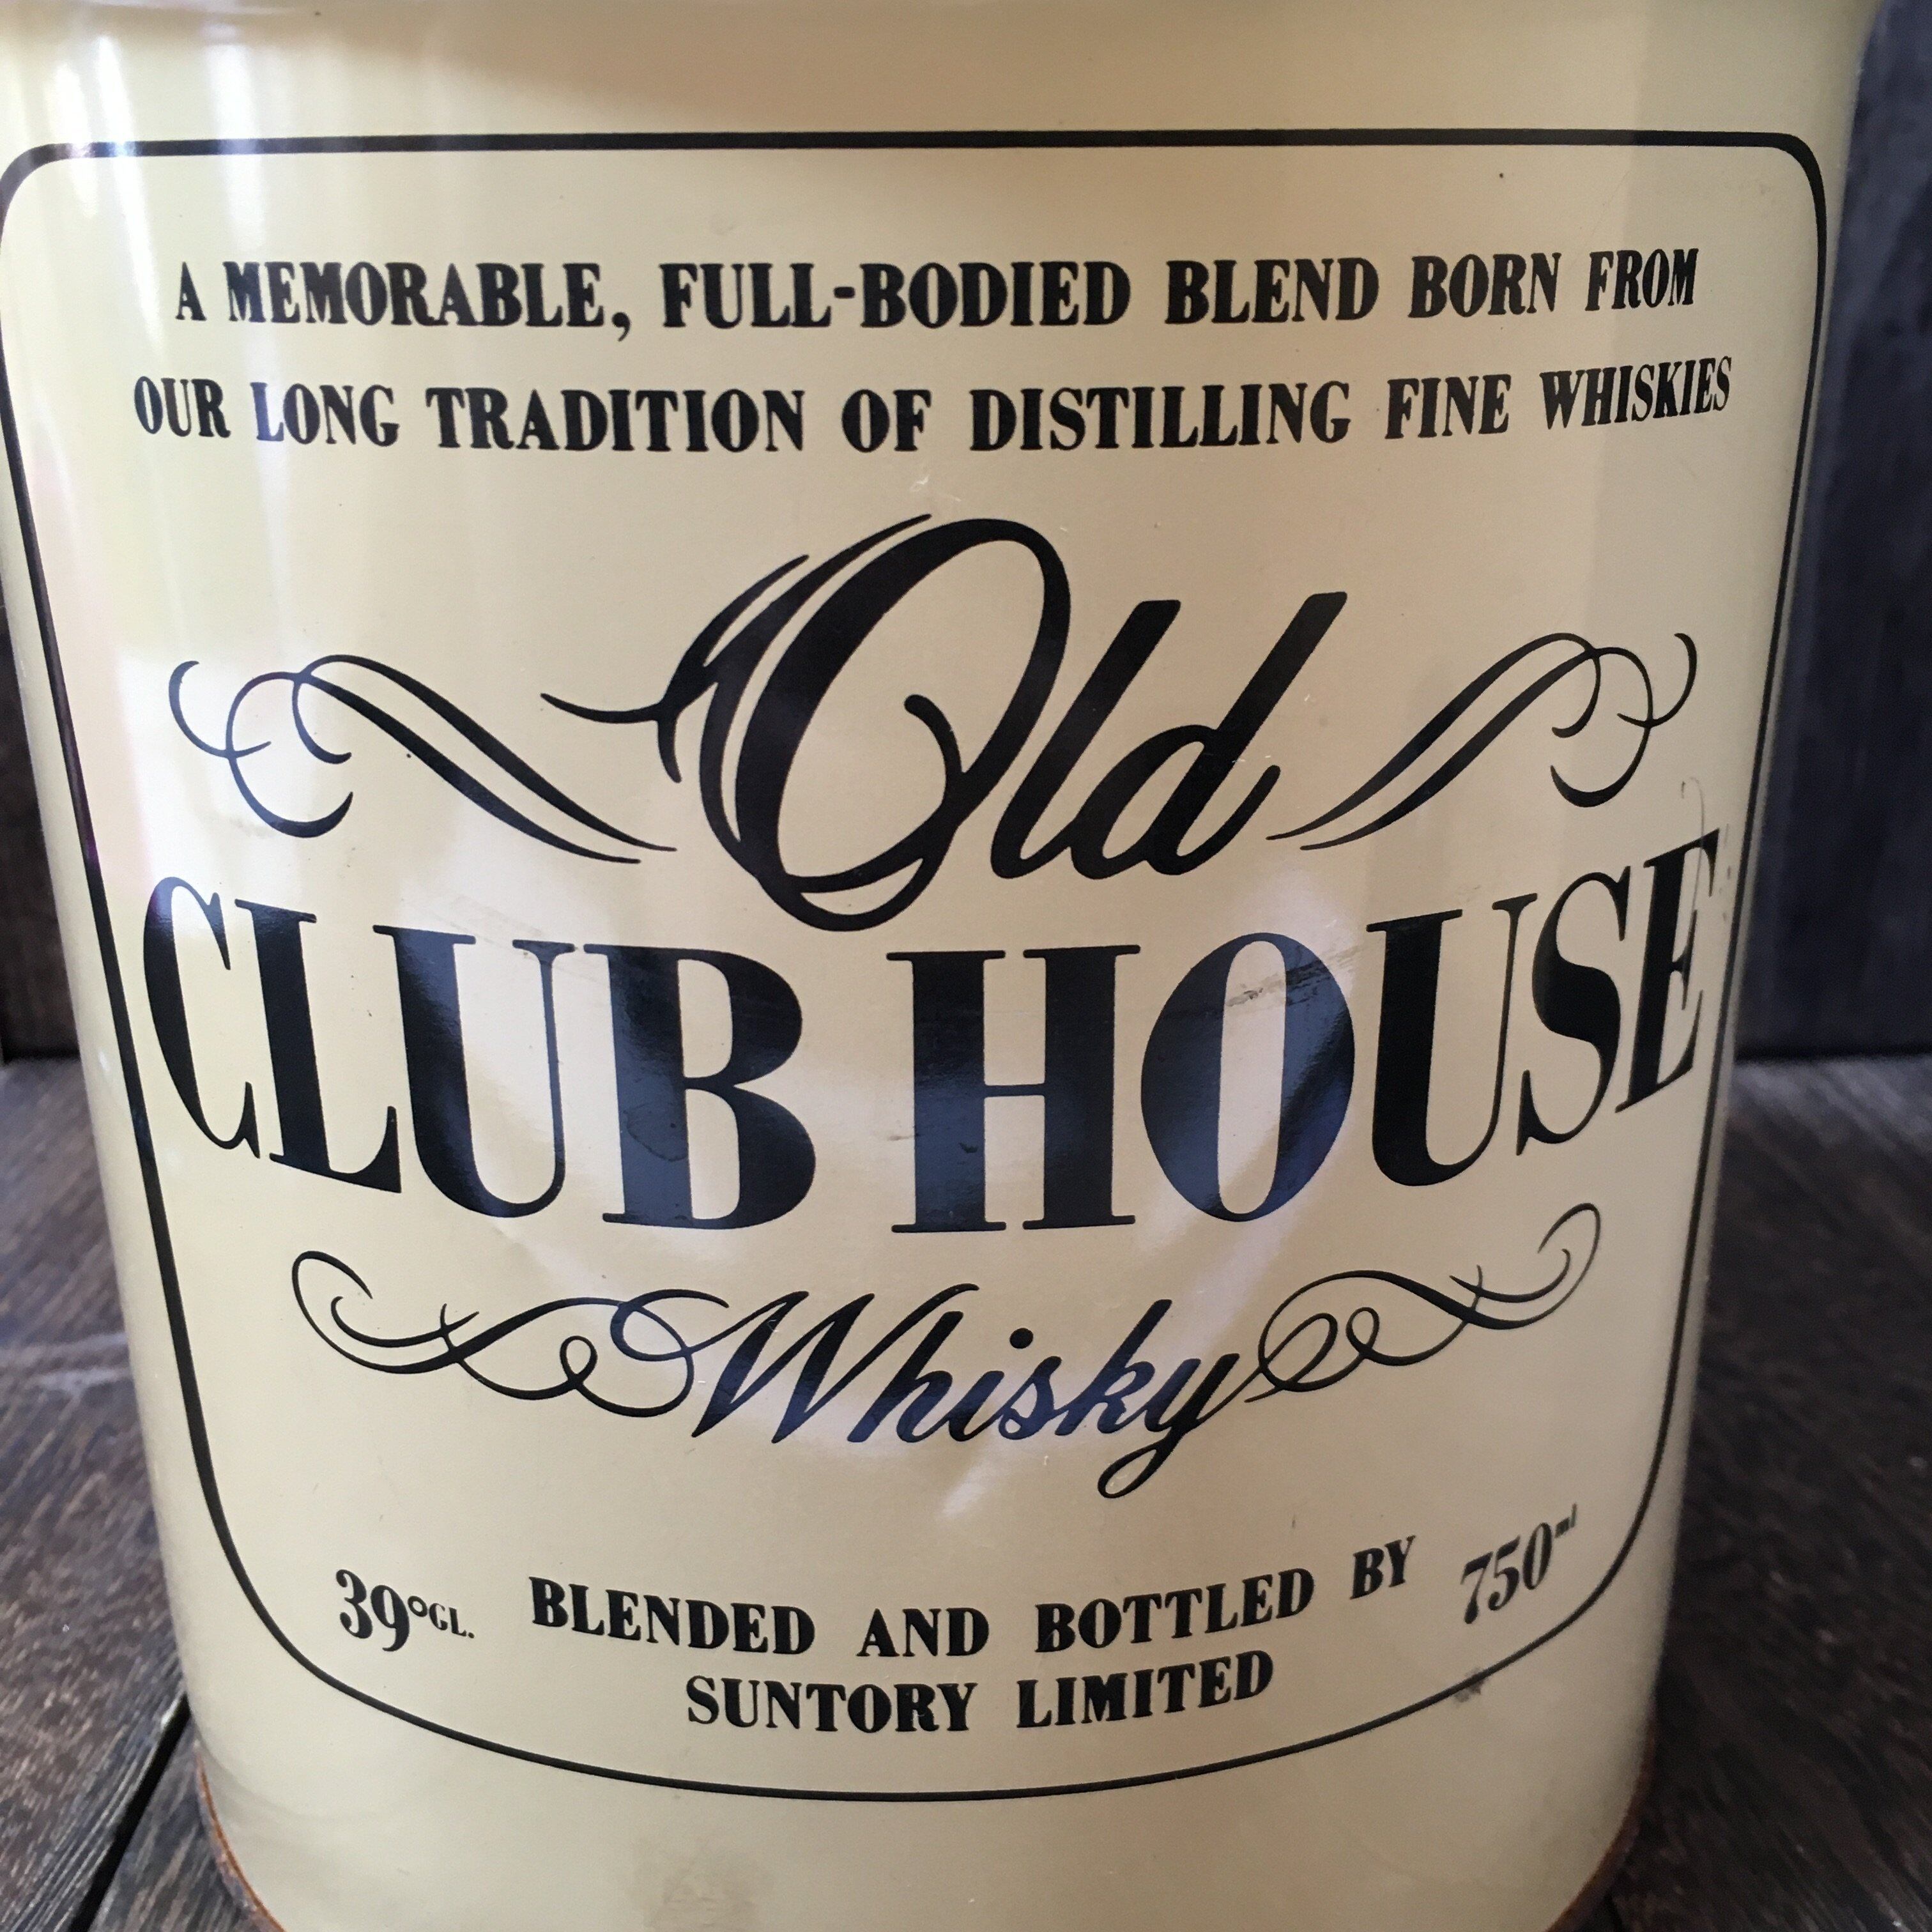 A MEMORABLE, FULL-BODIED BLEND BORN FROM
OUR LONG TRADITION OF DISTILLING FINE WHISKIES
Old
CLUB HOUSE
Whisky
39°GL. BLENDED AND BOTTLED BY 750ml
SUNTORY LIMITED